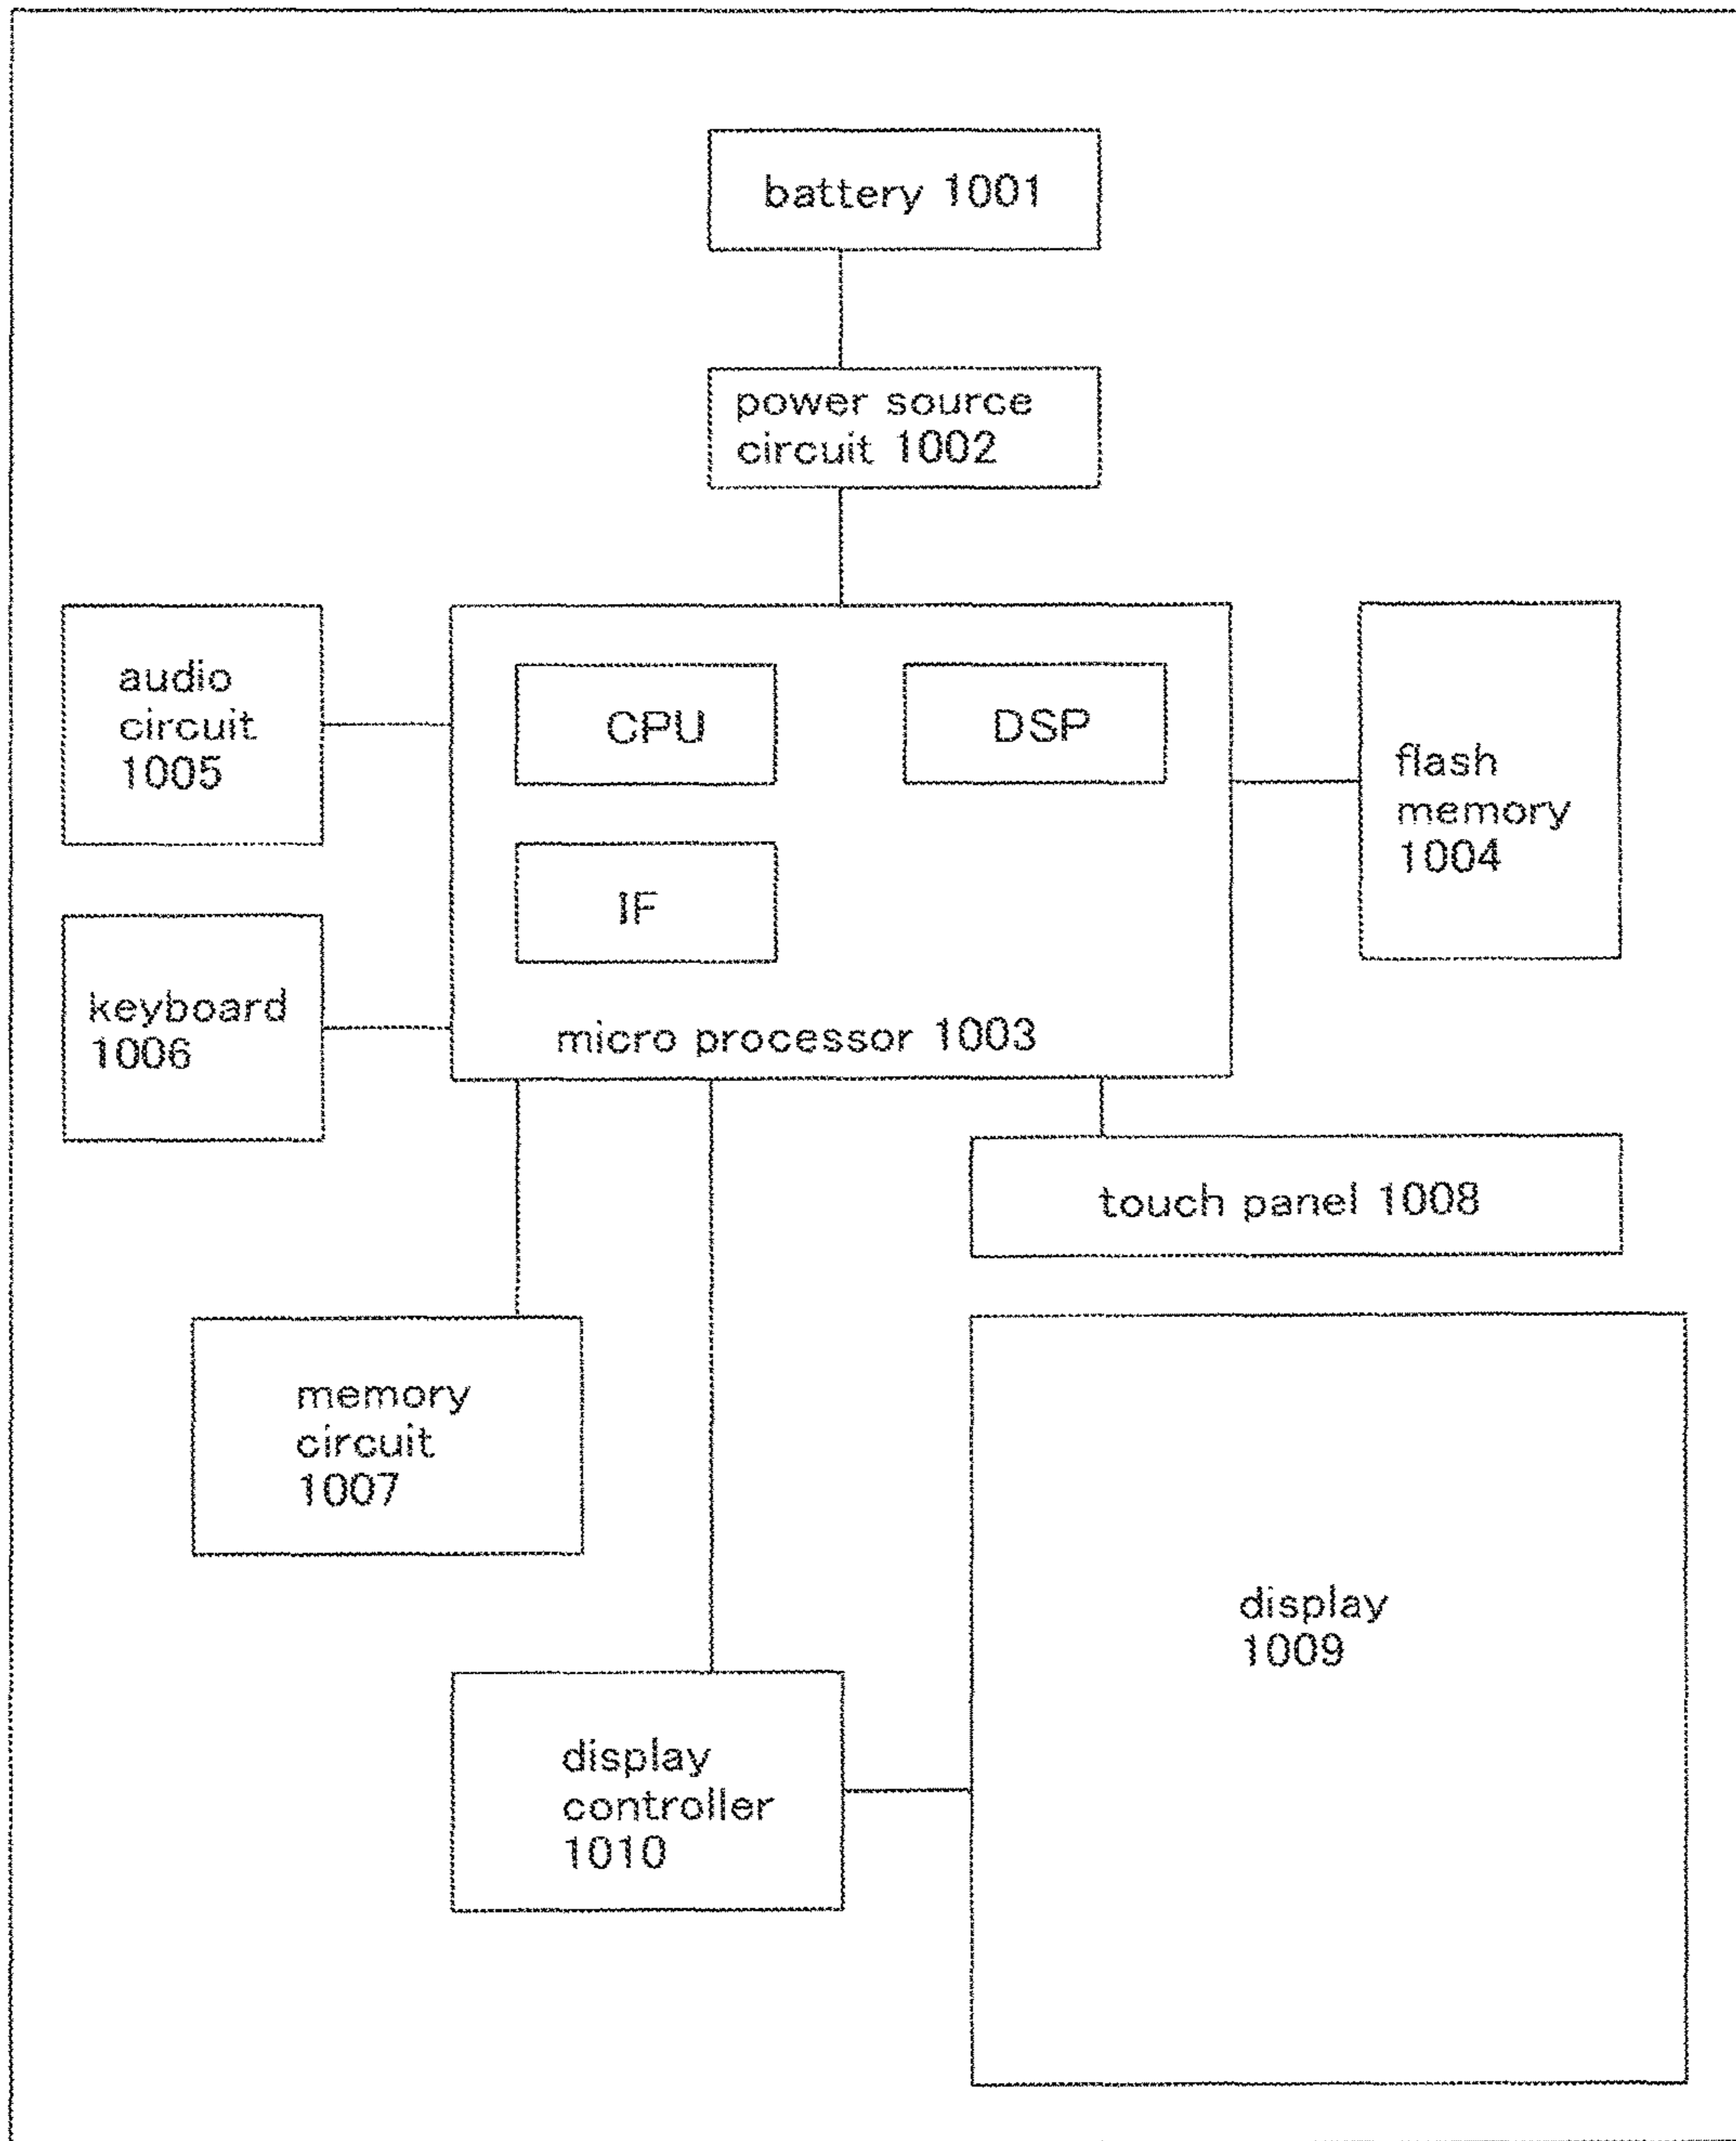 battery 1001
power source
circuit 1002
audio
circuit
1005
CPU
DSP
flash
memory
1004
IF
keyboard
1006
micro processor 1003
touch panel 1008
memory
circuit
1007
display
1009
display
controller
1010